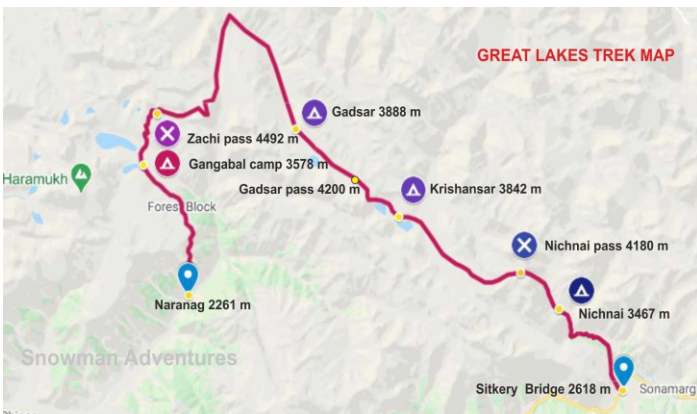 GREAT LAKES TREK MAP
Gadsar 3888 m
Zachi pass 4492 m
Gangabal camp 3578 m
Haramukh
Gadsar pass 4200 m
Krishansar 3842 m
Forest Block
Nichnai pass 4180 m
Naranag 2261 m
Nichnai 3467 m
Snowman Adventures
Sitkery Bridge 2618 m
Sonamarg